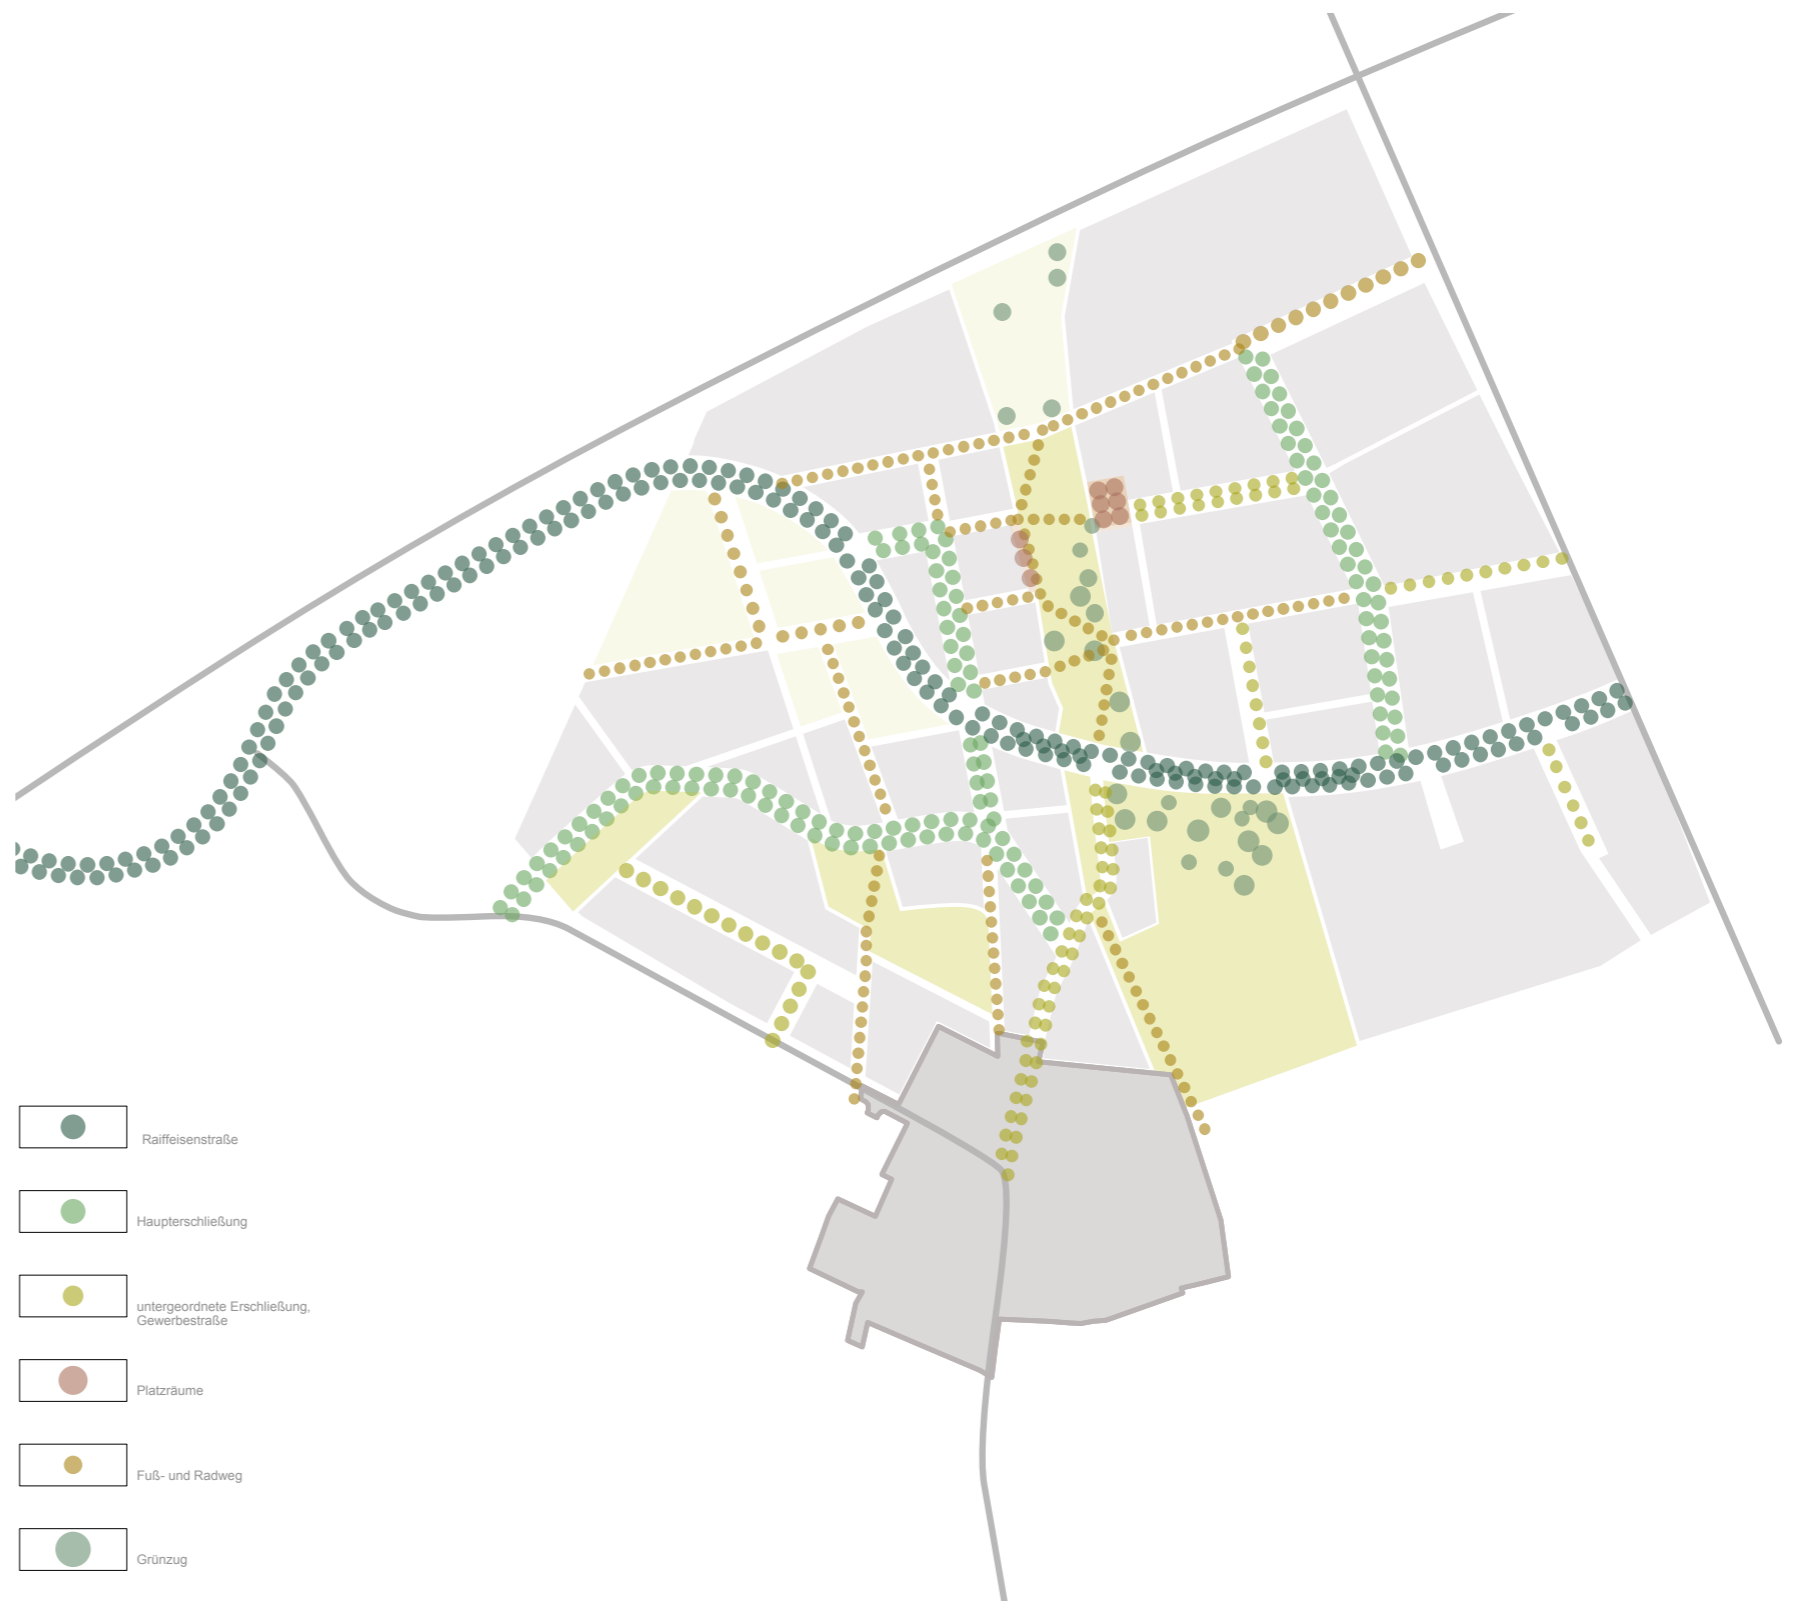 Raiffeisenstraße
Haupterschließung
untergeordnete Erschließung,
Gewerbestraße
Platzräume
Fuß- und Radweg
Grünzug